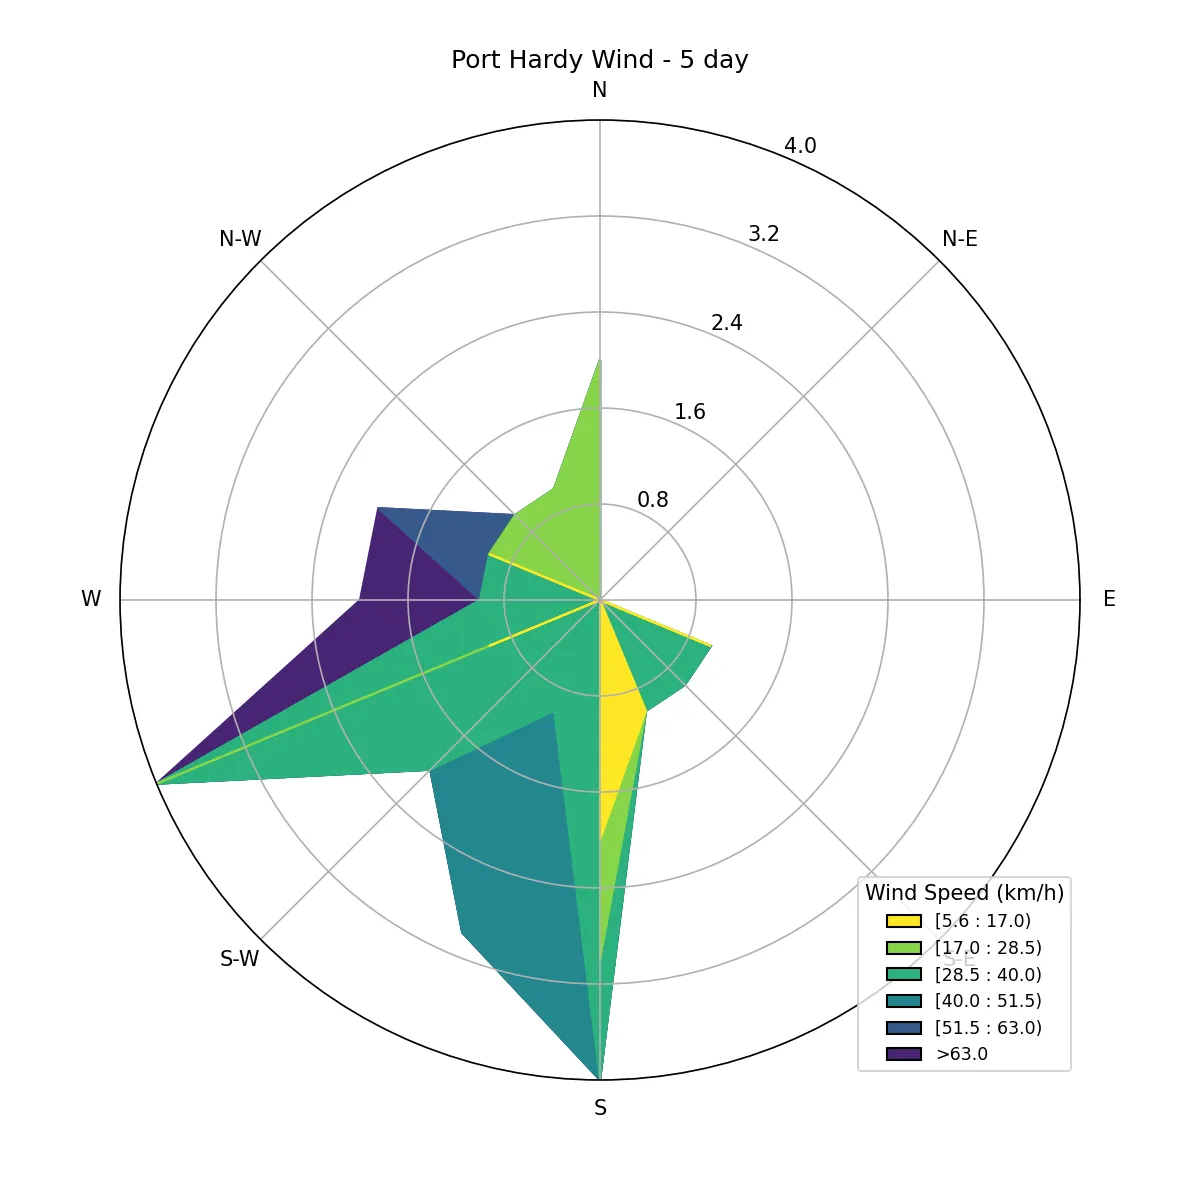 Port Hardy Wind - 5 day
N
4.0
N-W
3.2
N-E
2.4
1.6
0.8
W
E
Wind Speed (km/h)
[5.6 : 17.0)
[17.0 : 28.5)
S-W
S-E
[28.5 : 40.0)
[40.0 : 51.5)
[51.5 : 63.0)
>63.0
S